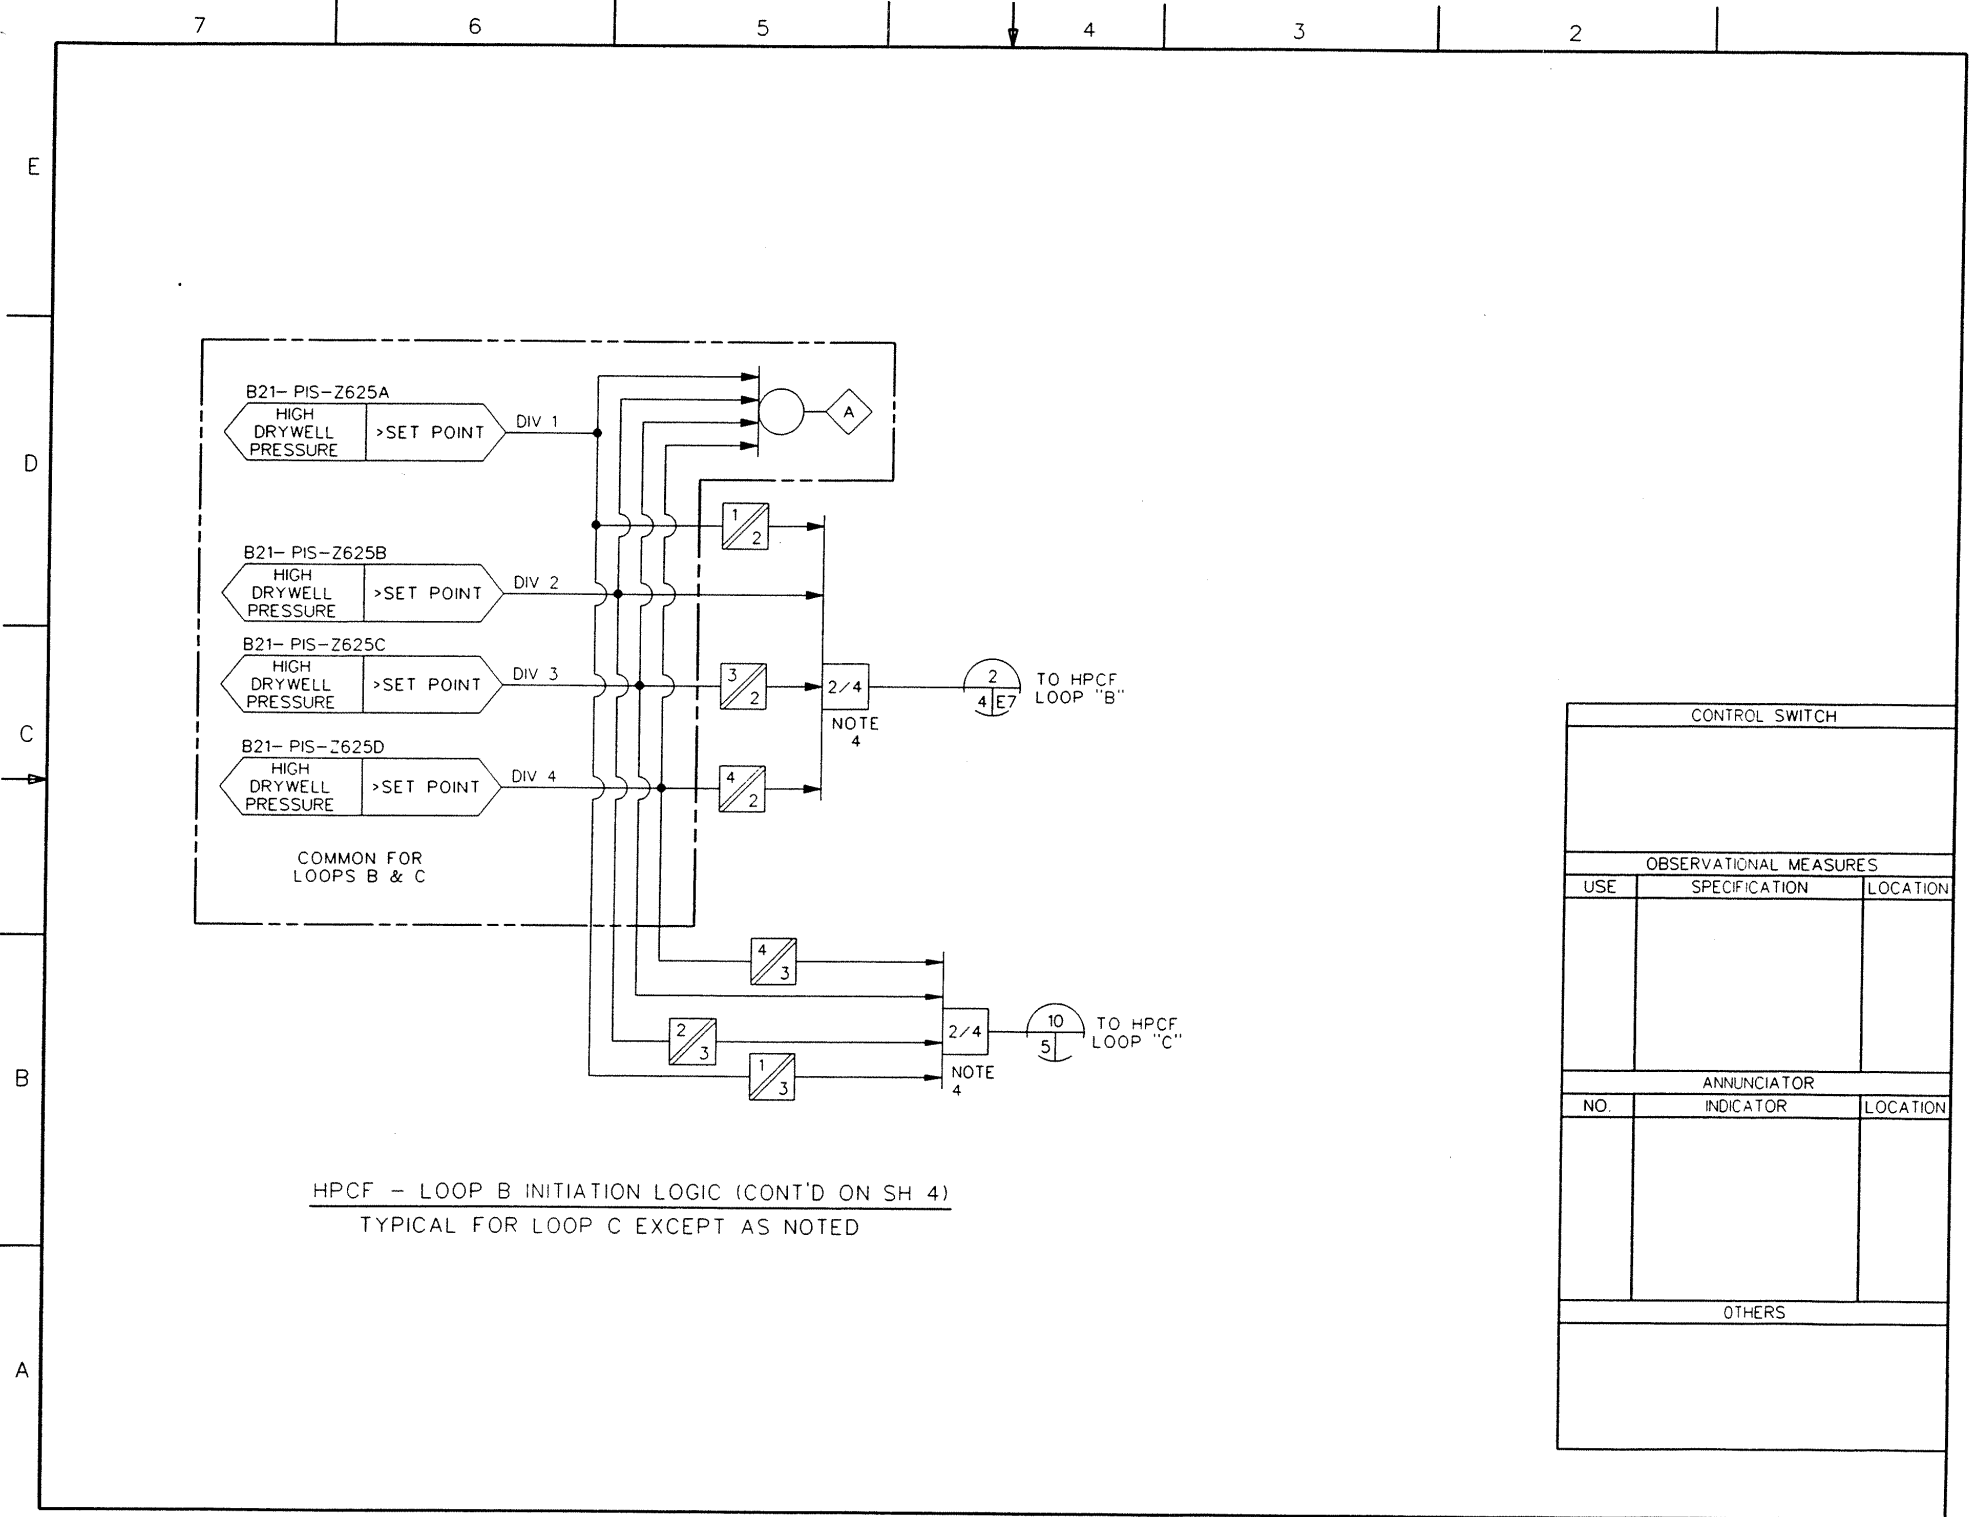 7 6 5 4 3 2
E
D
C
B
A
B21-PIS-Z625A
HIGH
DRYWELL
PRESSURE
>SET POINT
DIV 1
A
1
2
B21-PIS-Z625B
HIGH
DRYWELL
PRESSURE
>SET POINT
DIV 2
B21-PIS-Z625C
HIGH
DRYWELL
PRESSURE
>SET POINT
DIV 3
3
2
2/4
NOTE
4
2
4 E7
TO HPCF
LOOP "B"
B21-PIS-Z625D
HIGH
DRYWELL
PRESSURE
>SET POINT
DIV 4
4
2
COMMON FOR
LOOPS B & C
4
3
2
3
1
3
2/4
NOTE
4
10
5
TO HPCF
LOOP "C"
HPCF - LOOP B INITIATION LOGIC (CONT'D ON SH 4)
TYPICAL FOR LOOP C EXCEPT AS NOTED
CONTROL SWITCH
OBSERVATIONAL MEASURES
USE SPECIFICATION LOCATION
ANNUNCIATOR
NO. INDICATOR LOCATION
OTHERS